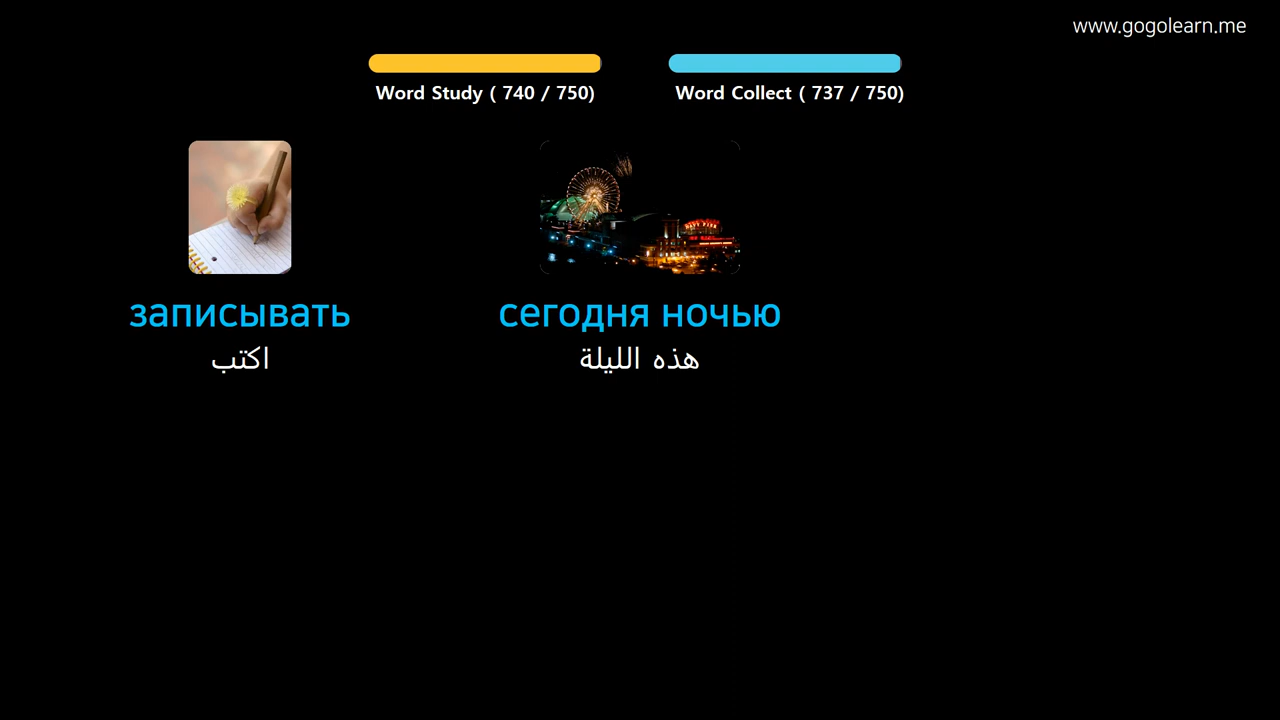 www.gogolearn.me
Word Study ( 740 / 750)
Word Collect ( 737 / 750)
записывать
اكتب
сегодня ночью
هذه الليلة